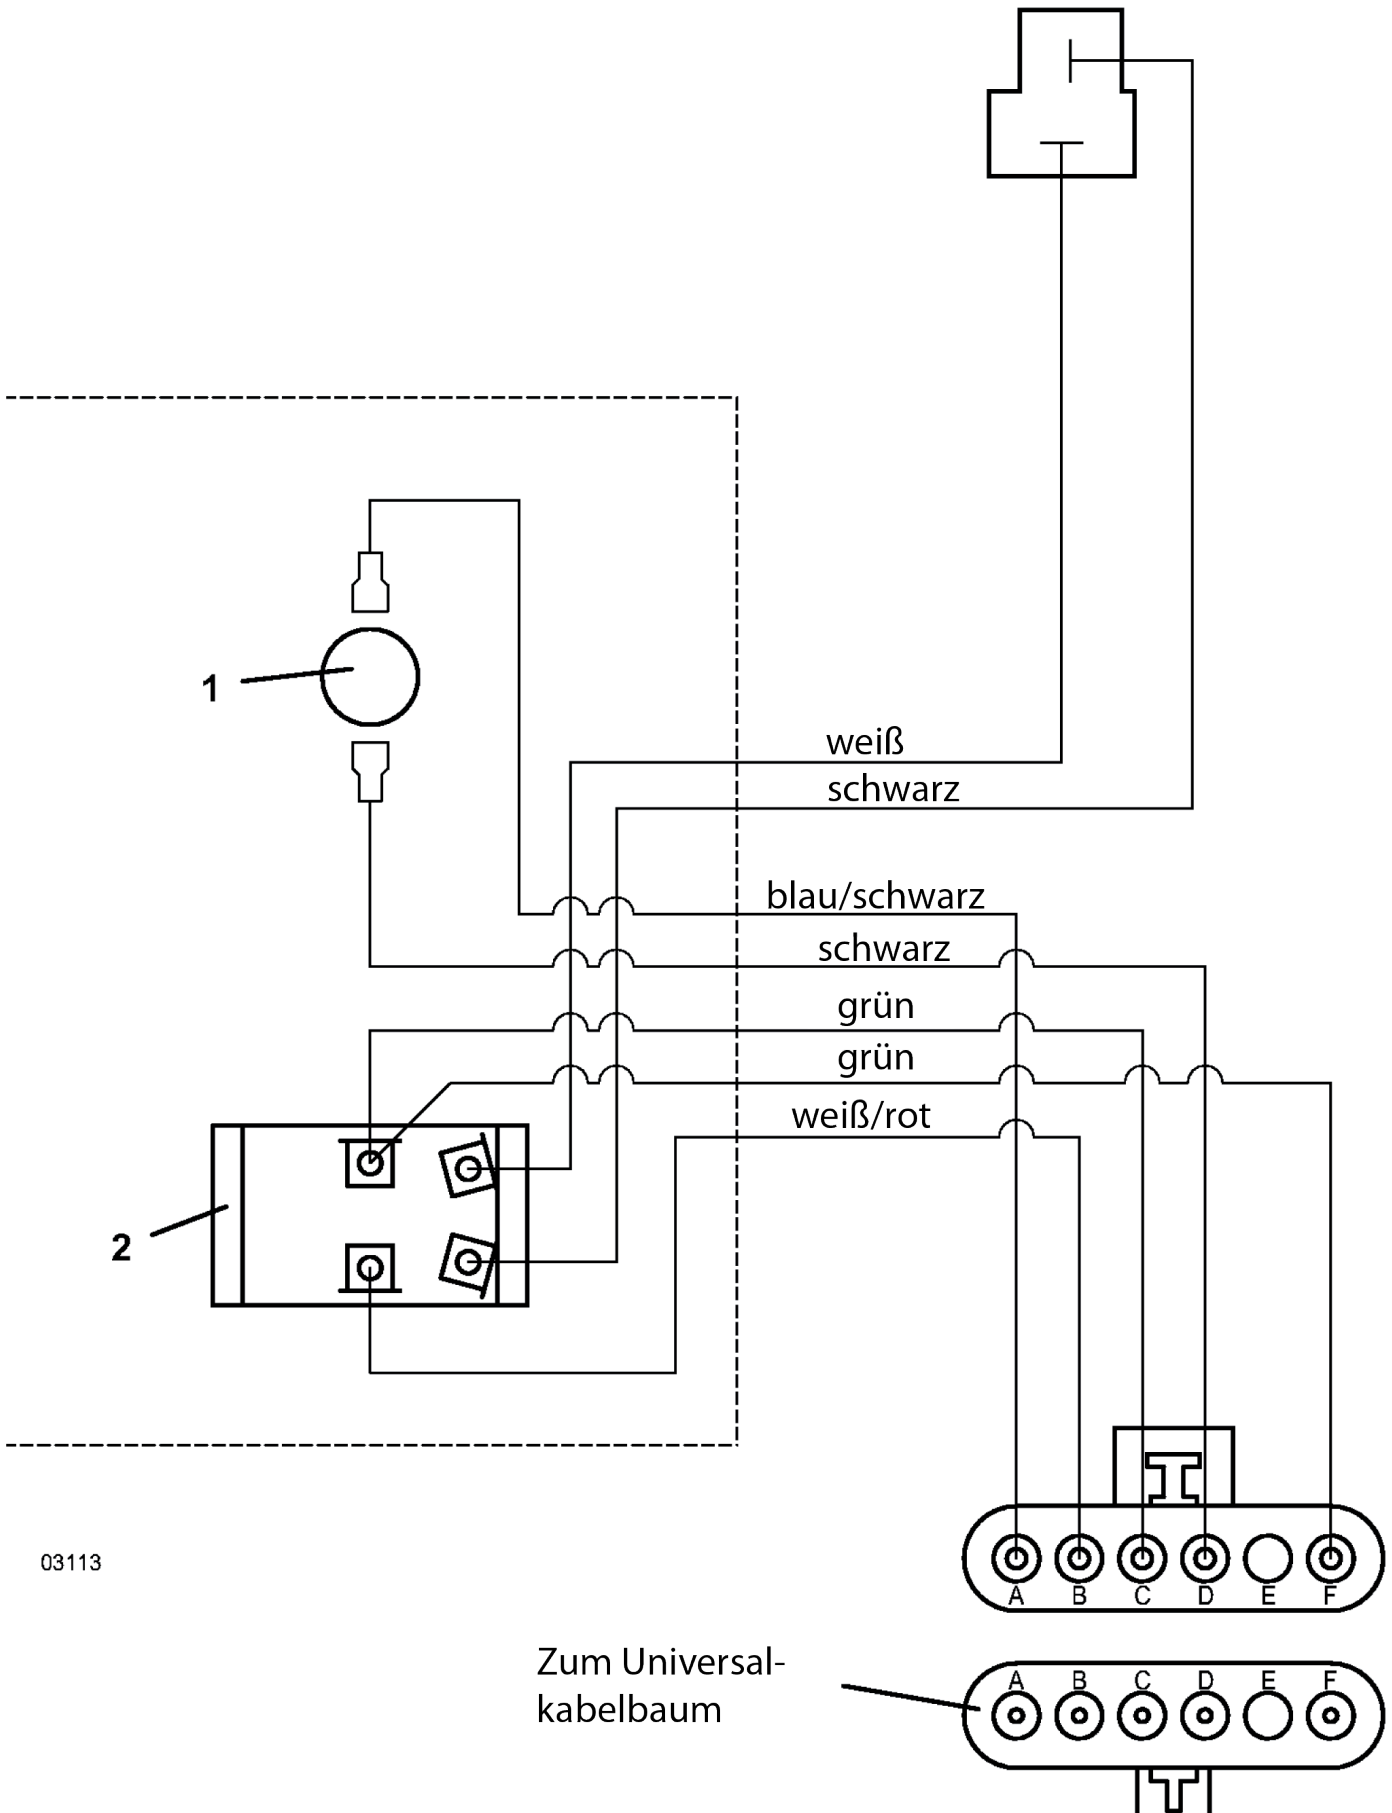 1
weiß
schwarz
blau/schwarz
schwarz
grün
grün
weiß/rot
2
03113
A B C D E F
Zum Universal-
kabelbaum
A B C D E F